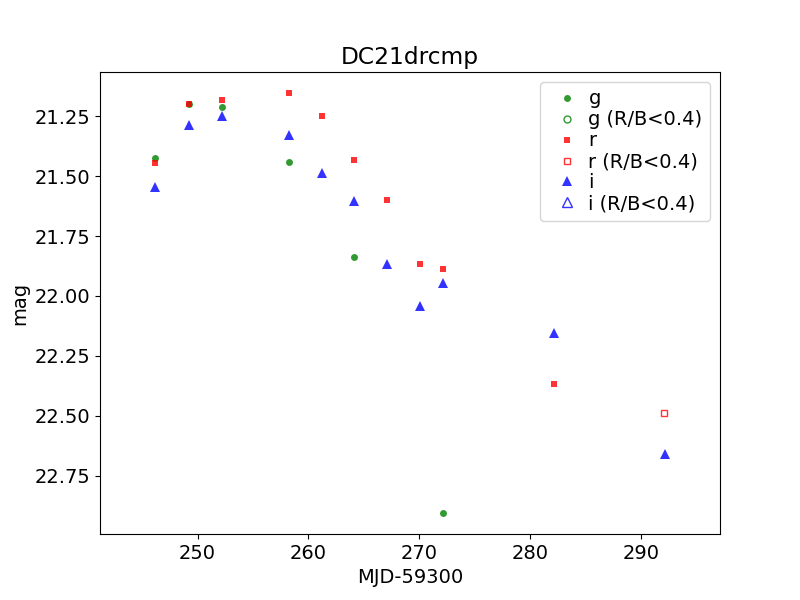 DC21drcmp
g
g (R/B<0.4)
r
r (R/B<0.4)
i
i (R/B<0.4)
mag
21.25
21.50
21.75
22.00
22.25
22.50
22.75
250 260 270 280 290
MJD-59300